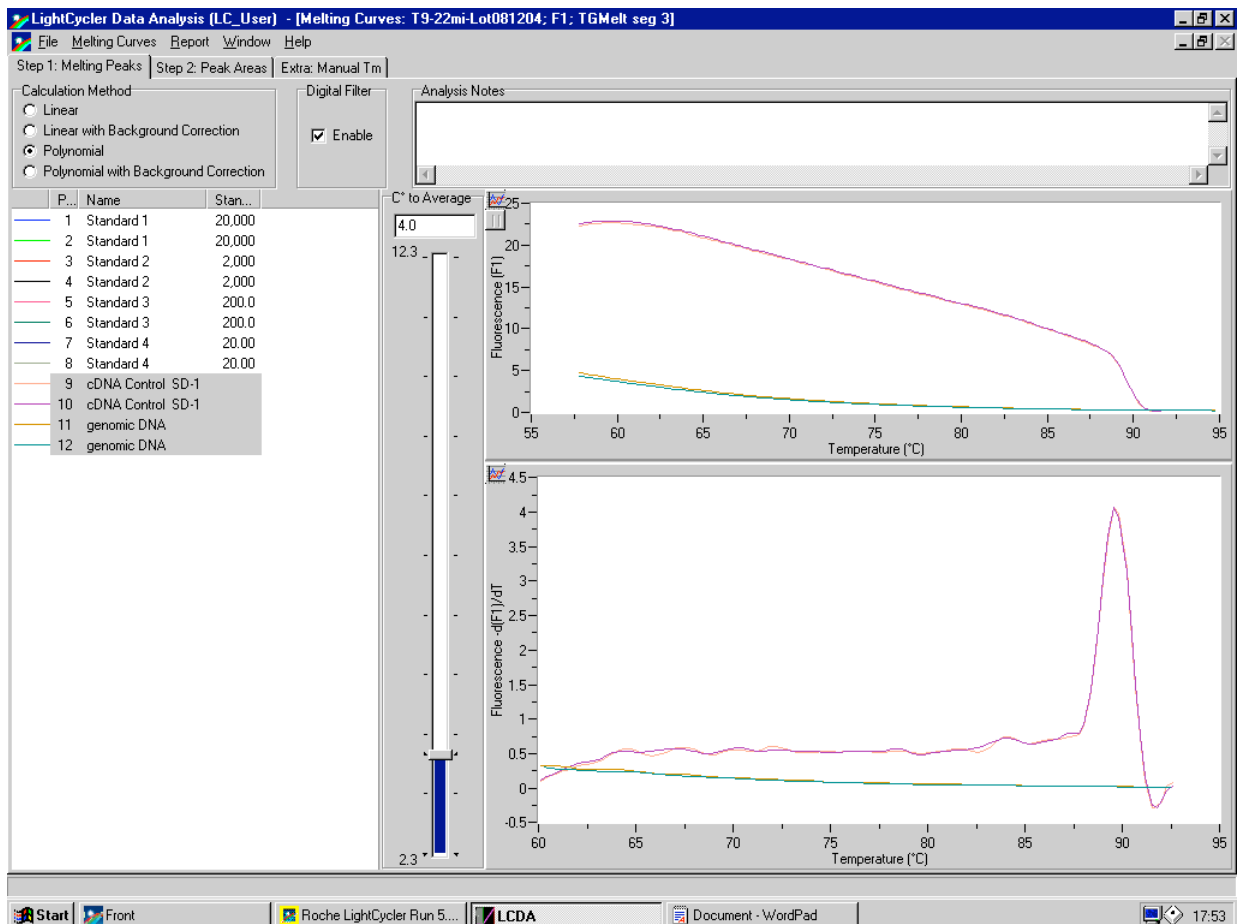 LightCycler Data Analysis (LC_User) - [Melting Curves: T9-22mi-Lot081204; F1; TGMelt seg 3]
File Melting Curves Report Window Help
Step 1: Melting Peaks Step 2: Peak Areas Extra: Manual Tm
Calculation Method
Linear
Linear with Background Correction
Polynomial
Polynomial with Background Correction
Digital Filter
Enable
Analysis Notes
P... Name Stan...
1 Standard 1 20,000
2 Standard 1 20,000
3 Standard 2 2,000
4 Standard 2 2,000
5 Standard 3 200.0
6 Standard 3 200.0
7 Standard 4 20.00
8 Standard 4 20.00
9 cDNA Control SD-1
10 cDNA Control SD-1
11 genomic DNA
12 genomic DNA
C° to Average
4.0
12.3
2.3
25
20
15
10
5
0
Fluorescence (F1)
55 60 65 70 75 80 85 90 95
Temperature (°C)
4.5
4
3.5
3
2.5
2
1.5
1
0.5
0
-0.5
Fluorescence -d(F1)/dT
60 65 70 75 80 85 90 95
Temperature (°C)
Start Front Roche LightCycler Run 5.... LCDA Document - WordPad 17:53